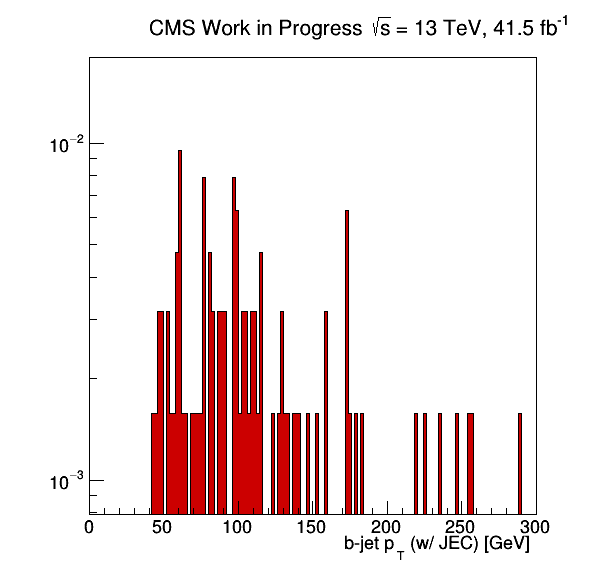 CMS Work in Progress √s = 13 TeV, 41.5 fb⁻¹
10⁻²
10⁻³
0 50 100 150 200 250 300
b-jet p_T (w/ JEC) [GeV]